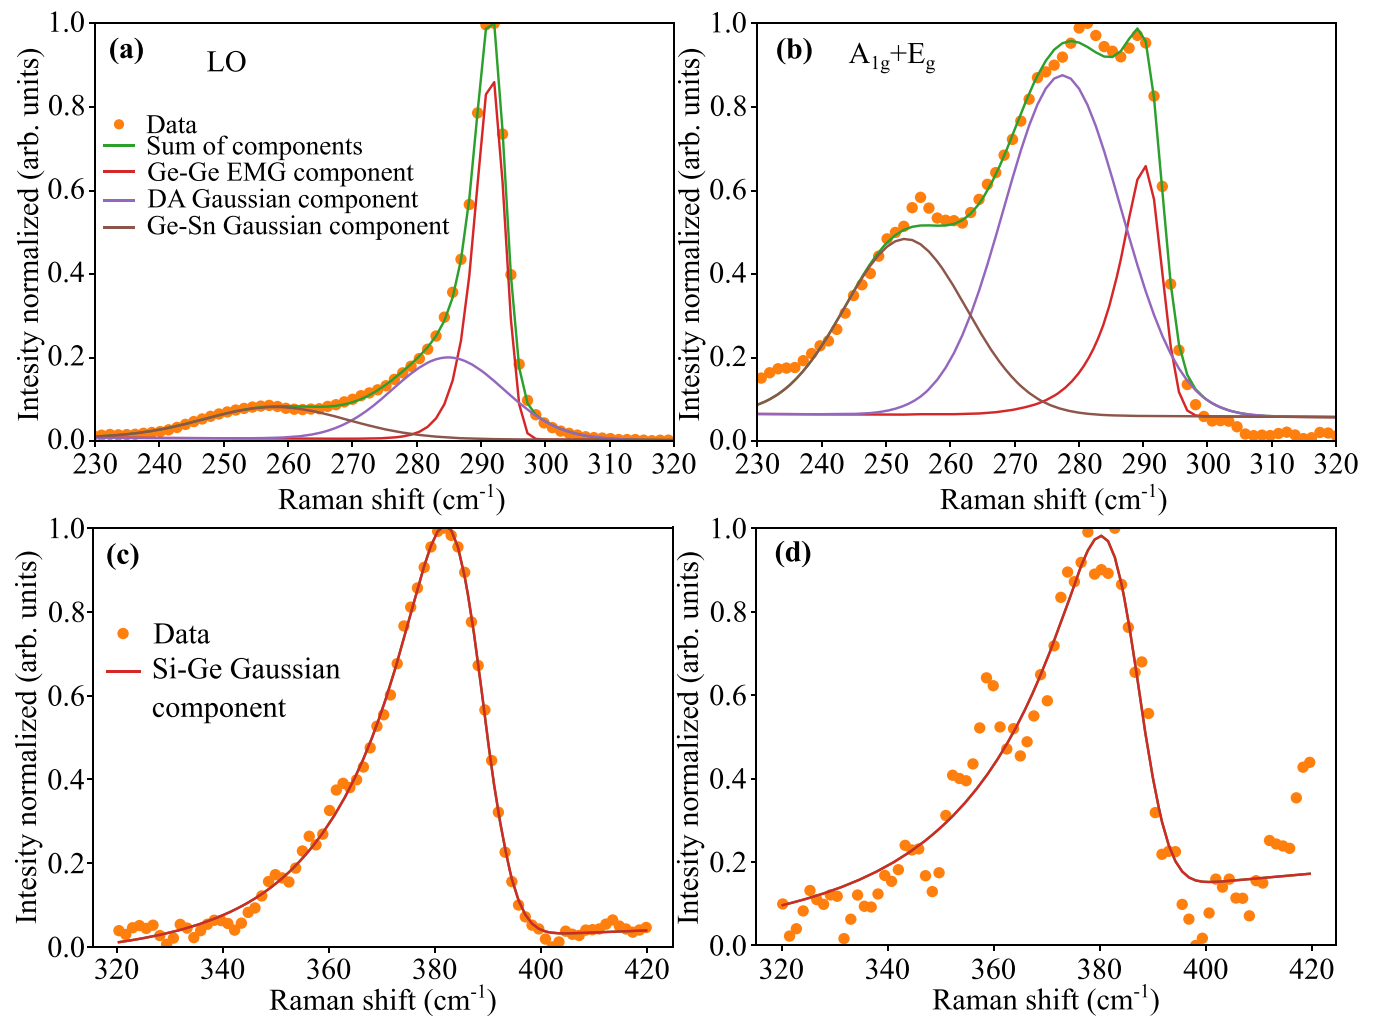 (a)
LO
Data
Sum of components
Ge-Ge EMG component
DA Gaussian component
Ge-Sn Gaussian component
Intesity normalized (arb. units)
1.0
0.8
0.6
0.4
0.2
0.0
230 240 250 260 270 280 290 300 310 320
Raman shift (cm-1)
(b)
A1g+Eg
Intesity normalized (arb. units)
1.0
0.8
0.6
0.4
0.2
0.0
230 240 250 260 270 280 290 300 310 320
Raman shift (cm-1)
(c)
Data
Si-Ge Gaussian
component
Intesity normalized (arb. units)
1.0
0.8
0.6
0.4
0.2
0.0
320 340 360 380 400 420
Raman shift (cm-1)
(d)
Intesity normalized (arb. units)
1.0
0.8
0.6
0.4
0.2
0.0
320 340 360 380 400 420
Raman shift (cm-1)